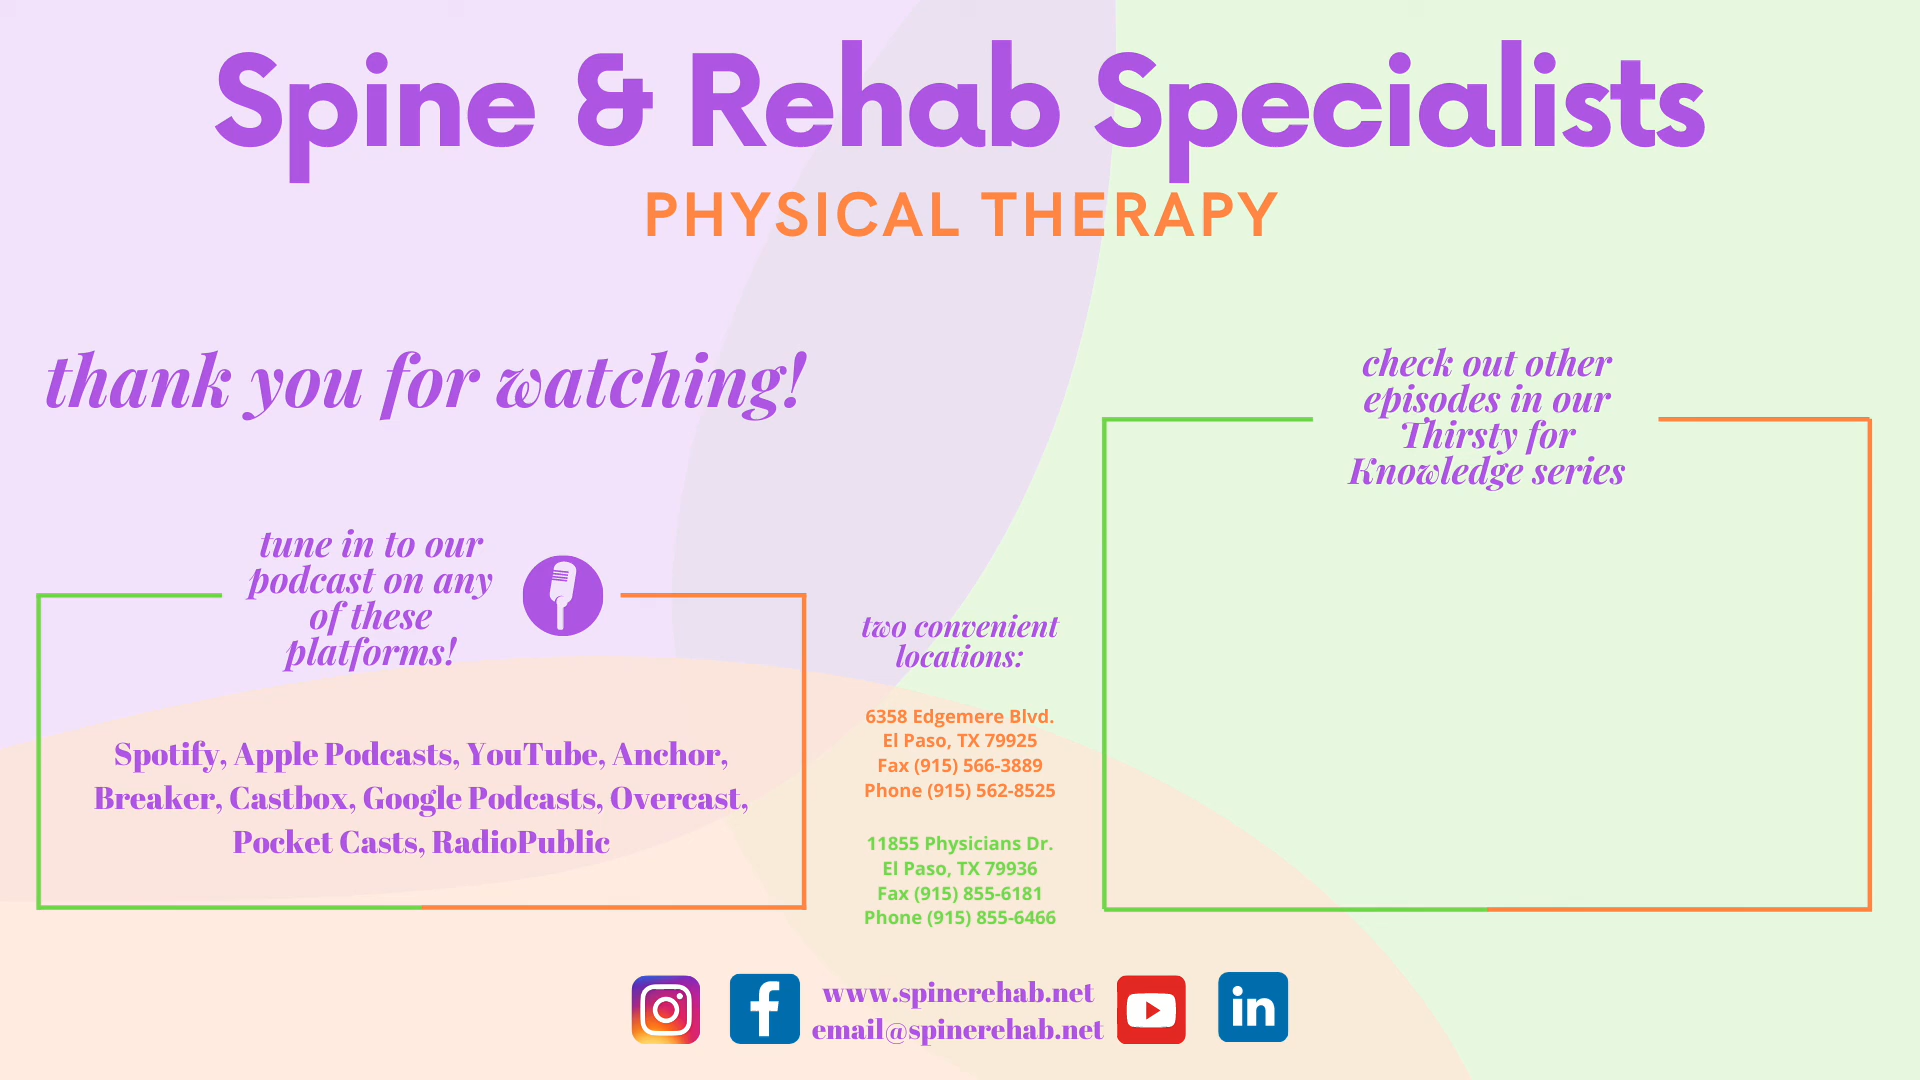 Spine & Rehab Specialists
PHYSICAL THERAPY
thank you for watching!
check out other
episodes in our
Thirsty for
Knowledge series
tune in to our
podcast on any
of these
platforms!
Spotify, Apple Podcasts, YouTube, Anchor,
Breaker, Castbox, Google Podcasts, Overcast,
Pocket Casts, RadioPublic
two convenient
locations:
6358 Edgemere Blvd.
El Paso, TX 79925
Fax (915) 566-3889
Phone (915) 562-8525
11855 Physicians Dr.
El Paso, TX 79936
Fax (915) 855-6181
Phone (915) 855-6466
www.spinerehab.net
email@spinerehab.net